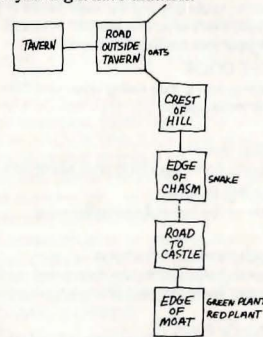 TAVERN
ROAD
OUTSIDE
TAVERN
OATS
CREST
OF
HILL
EDGE
OF
CHASM
SNAKE
ROAD
TO
CASTLE
EDGE
OF
MOAT
GREEN PLANT
RED PLANT